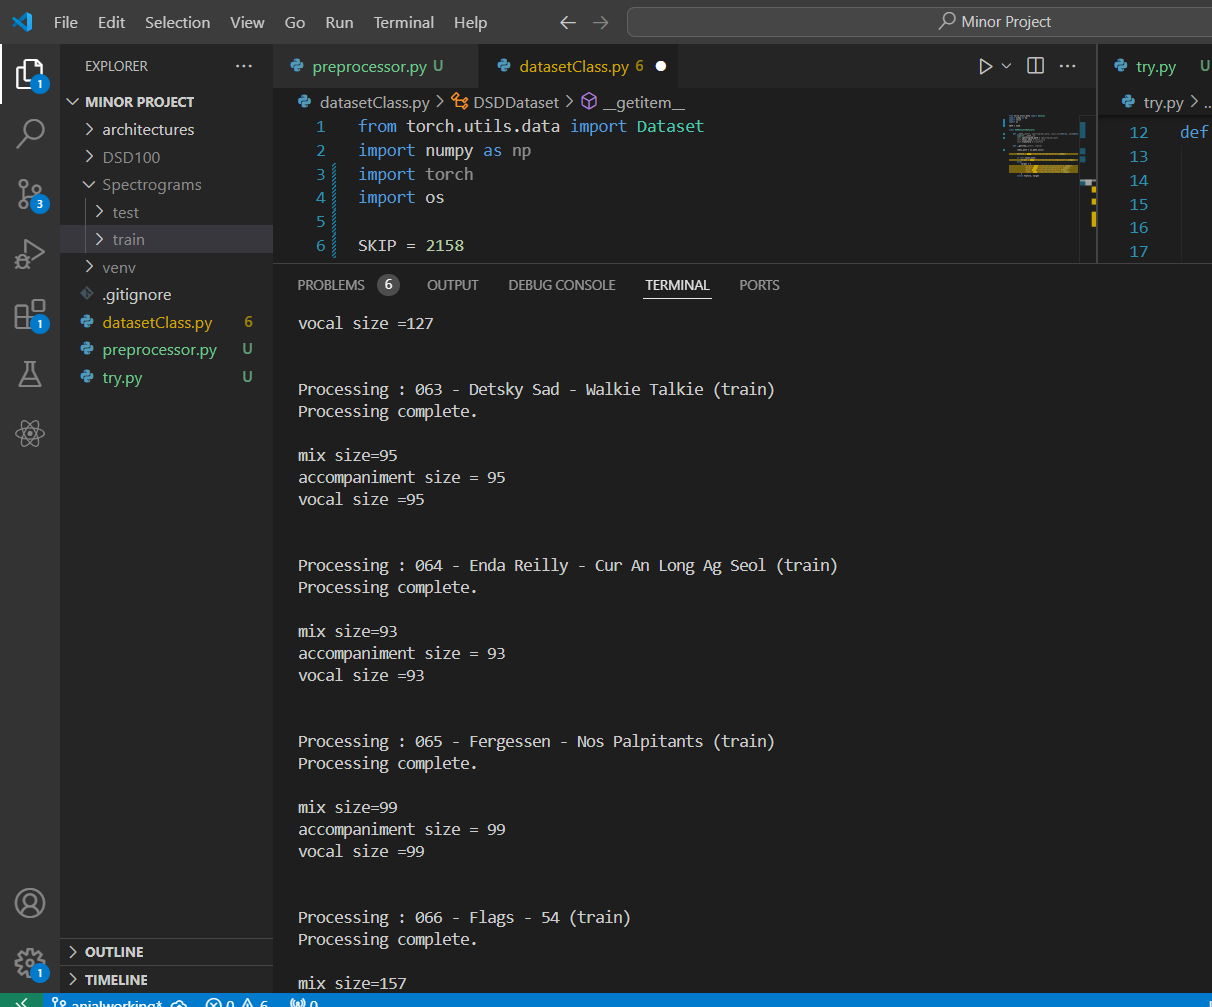 File Edit Selection View Go Run Terminal Help
Minor Project
EXPLORER
MINOR PROJECT
architectures
DSD100
Spectrograms
test
train
venv
.gitignore
datasetClass.py 6
preprocessor.py U
try.py U
OUTLINE
TIMELINE
1
3
1
1
preprocessor.py U
datasetClass.py 6
datasetClass.py > DSDDataset > __getitem__
1 from torch.utils.data import Dataset
2 import numpy as np
3 import torch
4 import os
5
6 SKIP = 2158
try.py U
try.py > ..
12 def
13
14
15
16
17
PROBLEMS 6 OUTPUT DEBUG CONSOLE TERMINAL PORTS
vocal size =127
Processing : 063 - Detsky Sad - Walkie Talkie (train)
Processing complete.
mix size=95
accompaniment size = 95
vocal size =95
Processing : 064 - Enda Reilly - Cur An Long Ag Seol (train)
Processing complete.
mix size=93
accompaniment size = 93
vocal size =93
Processing : 065 - Fergessen - Nos Palpitants (train)
Processing complete.
mix size=99
accompaniment size = 99
vocal size =99
Processing : 066 - Flags - 54 (train)
Processing complete.
mix size=157
anjalworking* 0 6 0